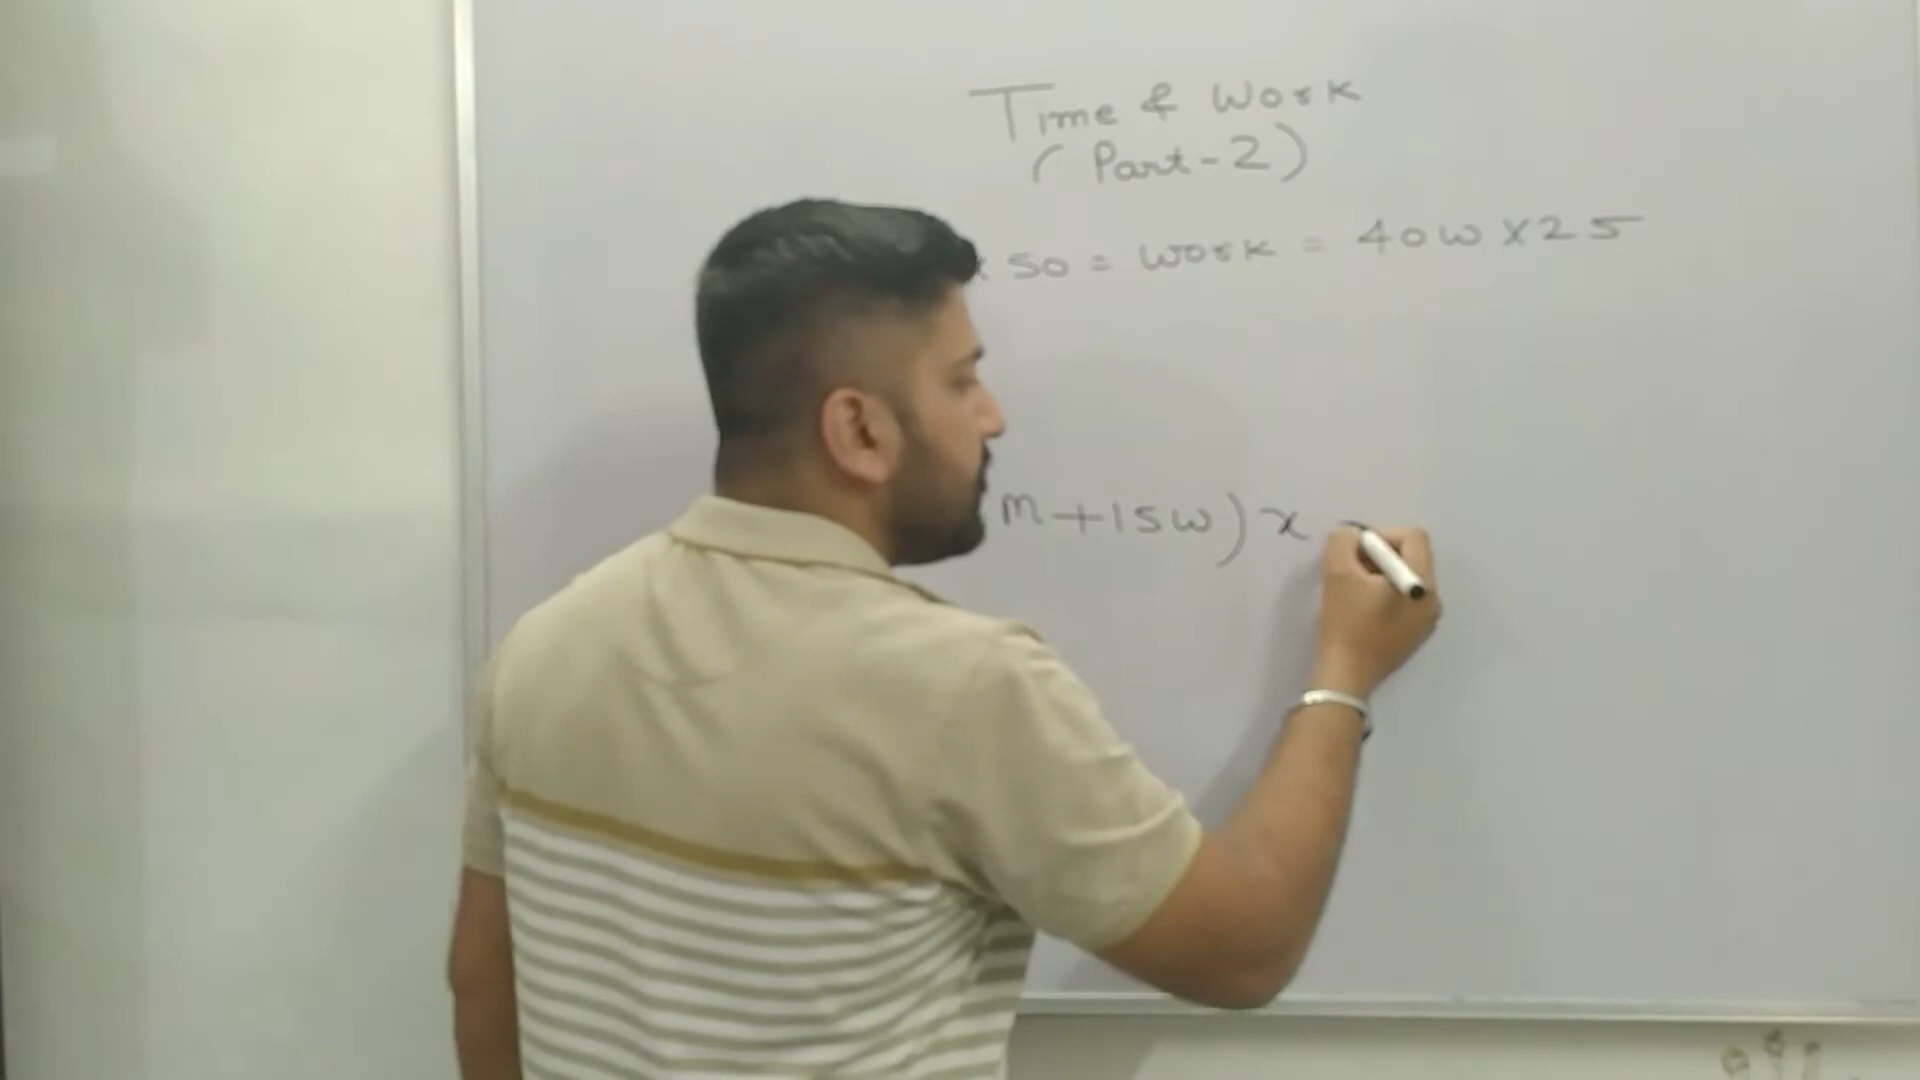 Time & Work
(Part-2)
x 50 = work = 40w x 25
m+15w) x